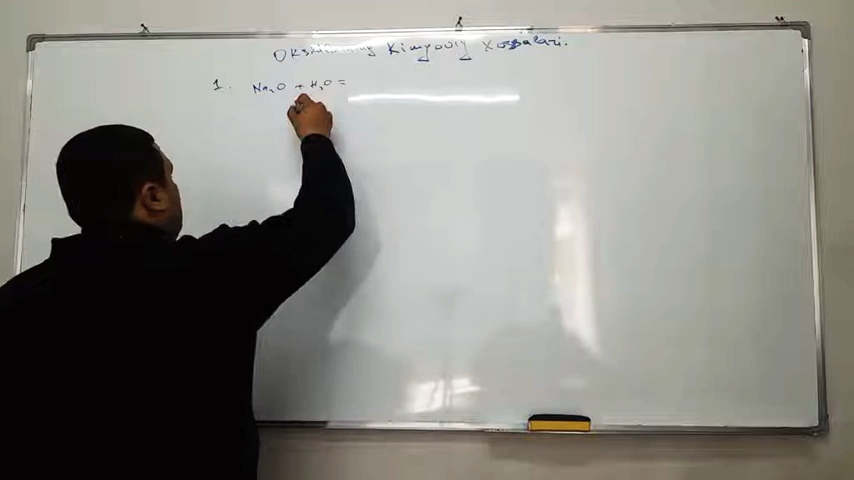 Oksidlarning Kimyoviy Xossalari.
1. Na₂O + H₂O =